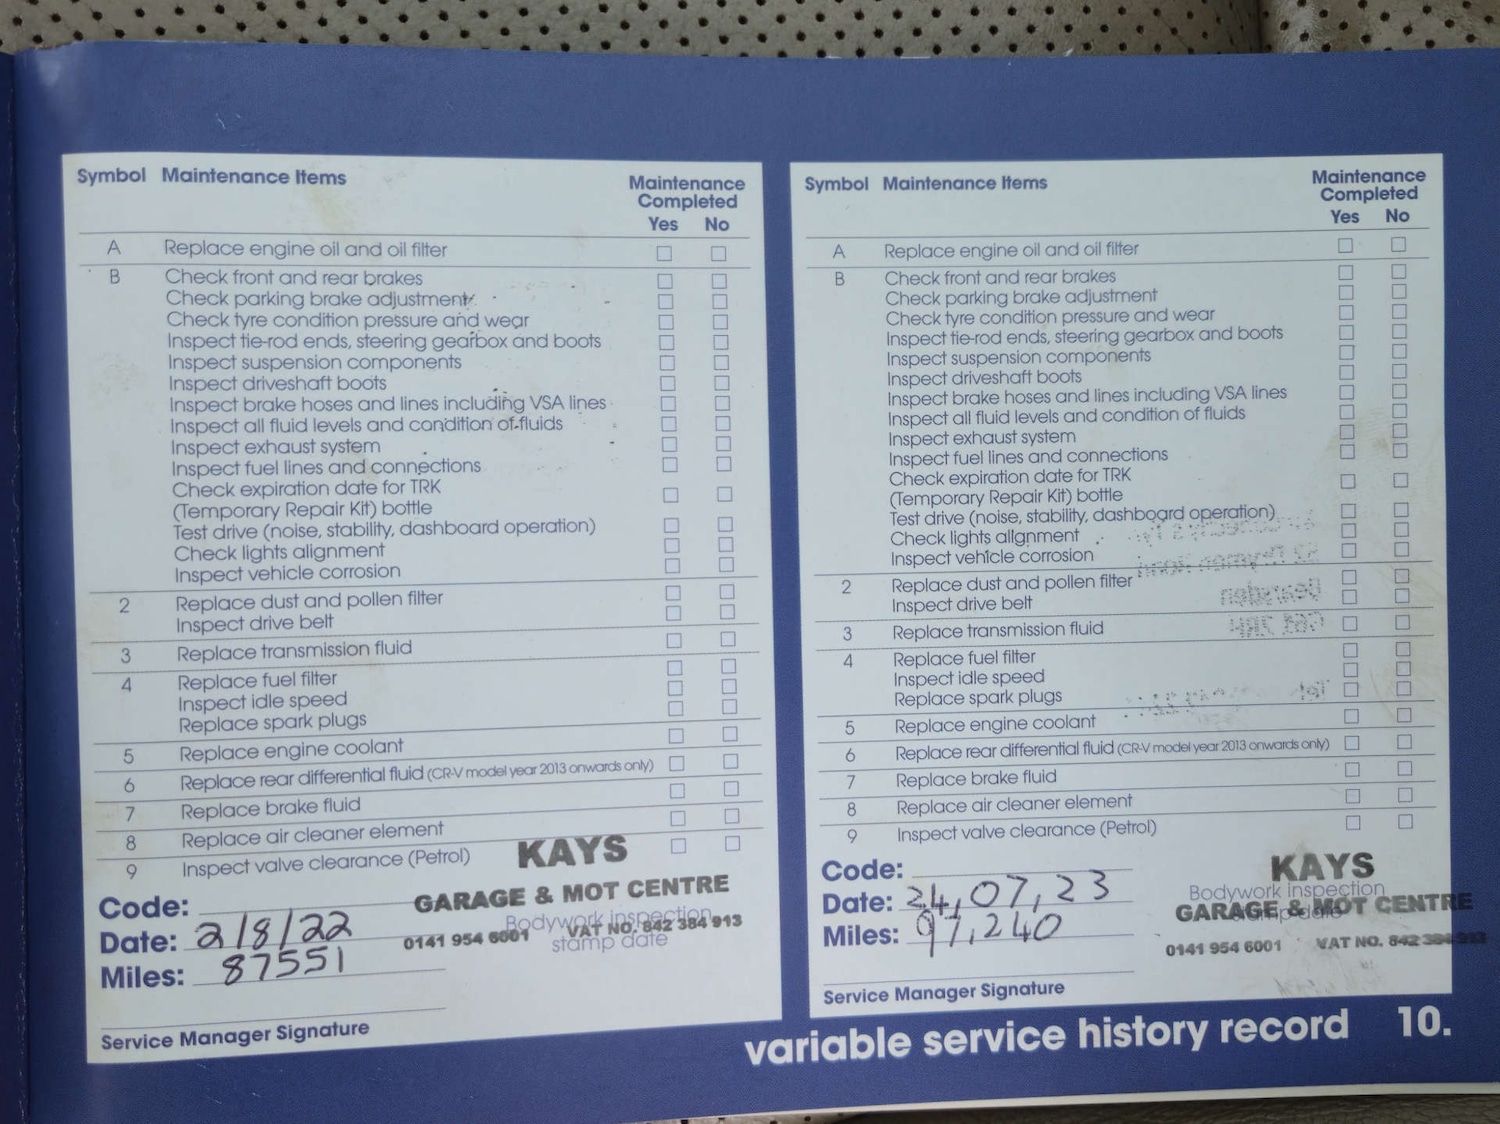 Symbol Maintenance Items
Maintenance Completed
Yes No
A Replace engine oil and oil filter
B Check front and rear brakes
Check parking brake adjustment
Check tyre condition pressure and wear
Inspect tie-rod ends, steering gearbox and boots
Inspect suspension components
Inspect driveshaft boots
Inspect brake hoses and lines including VSA lines
Inspect all fluid levels and condition of fluids
Inspect exhaust system
Inspect fuel lines and connections
Check expiration date for TRK
(Temporary Repair Kit) bottle
Test drive (noise, stability, dashboard operation)
Check lights alignment
Inspect vehicle corrosion
2 Replace dust and pollen filter
Inspect drive belt
3 Replace transmission fluid
4 Replace fuel filter
Inspect idle speed
Replace spark plugs
5 Replace engine coolant
6 Replace rear differential fluid (CR-V model year 2013 onwards only)
7 Replace brake fluid
8 Replace air cleaner element
9 Inspect valve clearance (Petrol)
KAYS
GARAGE & MOT CENTRE
0141 954 6001 VAT NO. 842 384 913
Bodywork inspection
stamp date
Code:
Date: 2/8/22
Miles: 87551
Service Manager Signature
Symbol Maintenance Items
Maintenance Completed
Yes No
A Replace engine oil and oil filter
B Check front and rear brakes
Check parking brake adjustment
Check tyre condition pressure and wear
Inspect tie-rod ends, steering gearbox and boots
Inspect suspension components
Inspect driveshaft boots
Inspect brake hoses and lines including VSA lines
Inspect all fluid levels and condition of fluids
Inspect exhaust system
Inspect fuel lines and connections
Check expiration date for TRK
(Temporary Repair Kit) bottle
Test drive (noise, stability, dashboard operation)
Check lights alignment
Inspect vehicle corrosion
2 Replace dust and pollen filter
Inspect drive belt
3 Replace transmission fluid
4 Replace fuel filter
Inspect idle speed
Replace spark plugs
5 Replace engine coolant
6 Replace rear differential fluid (CR-V model year 2013 onwards only)
7 Replace brake fluid
8 Replace air cleaner element
9 Inspect valve clearance (Petrol)
Code:
Date: 24,07,23
Miles: 97,240
KAYS
Bodywork inspection
stamp date
GARAGE & MOT CENTRE
0141 954 6001 VAT NO. 842 384 913
Service Manager Signature
variable service history record 10.